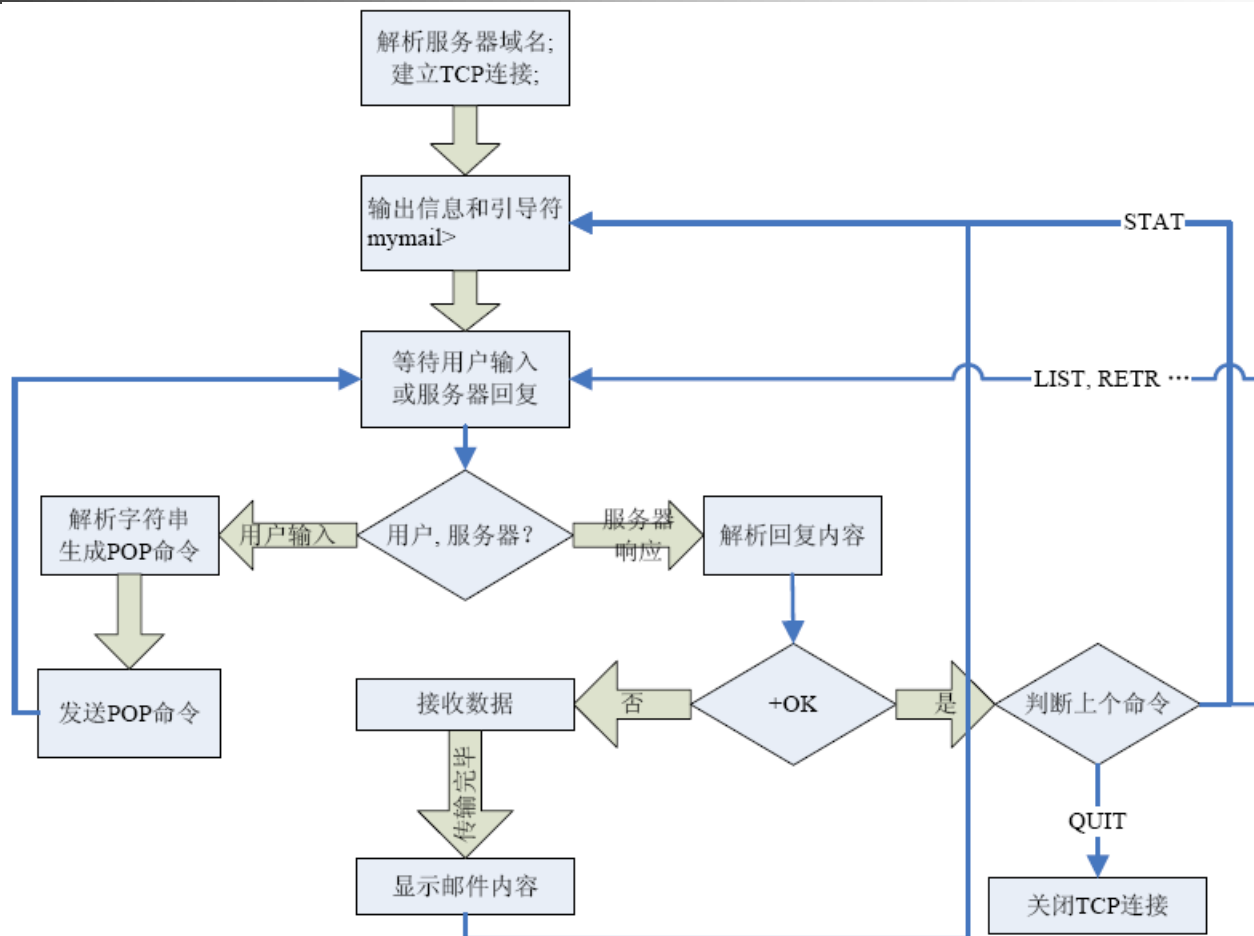 解析服务器域名;
建立TCP连接;
输出信息和引导符
mymail>
STAT
等待用户输入
或服务器回复
LIST, RETR ···
解析字符串
生成POP命令
用户输入
用户, 服务器？
服务器
响应
解析回复内容
发送POP命令
接收数据
否
+OK
是
判断上个命令
传输完毕
QUIT
显示邮件内容
关闭TCP连接